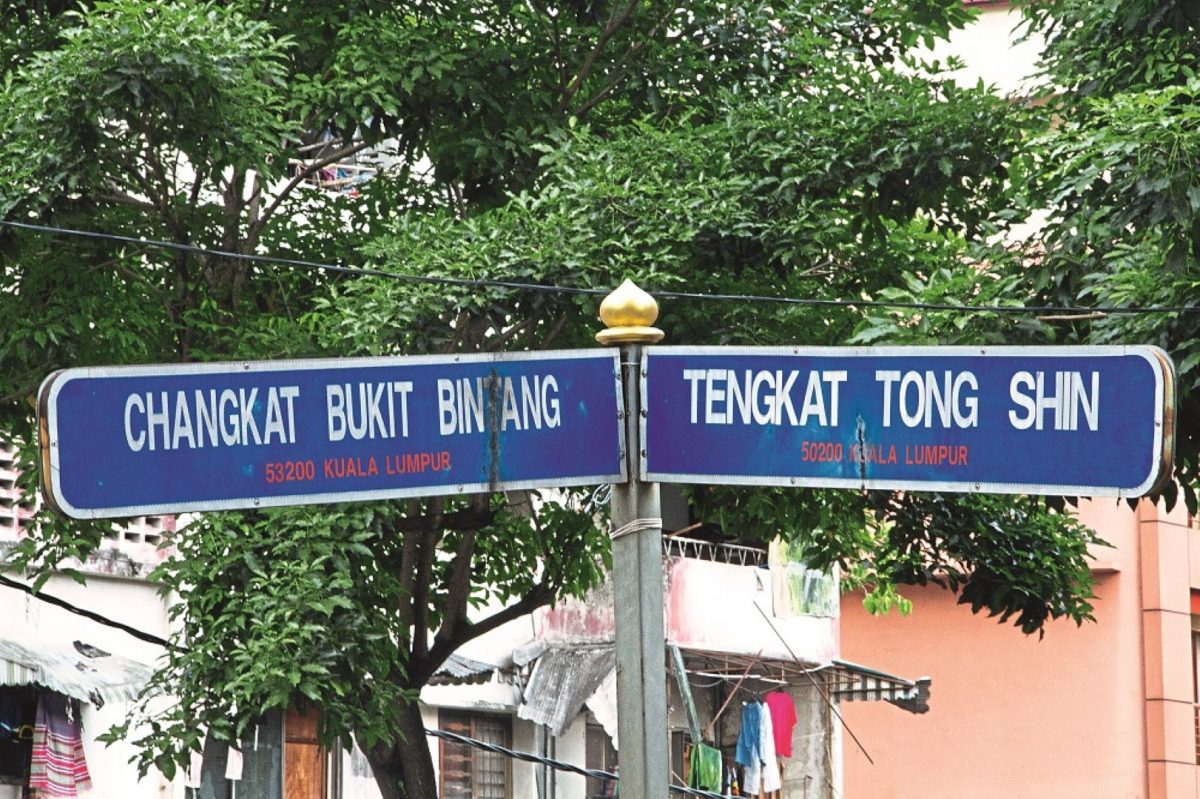 CHANGKAT BUKIT BINTANG
53200 KUALA LUMPUR
TENGKAT TONG SHIN
50200 KUALA LUMPUR